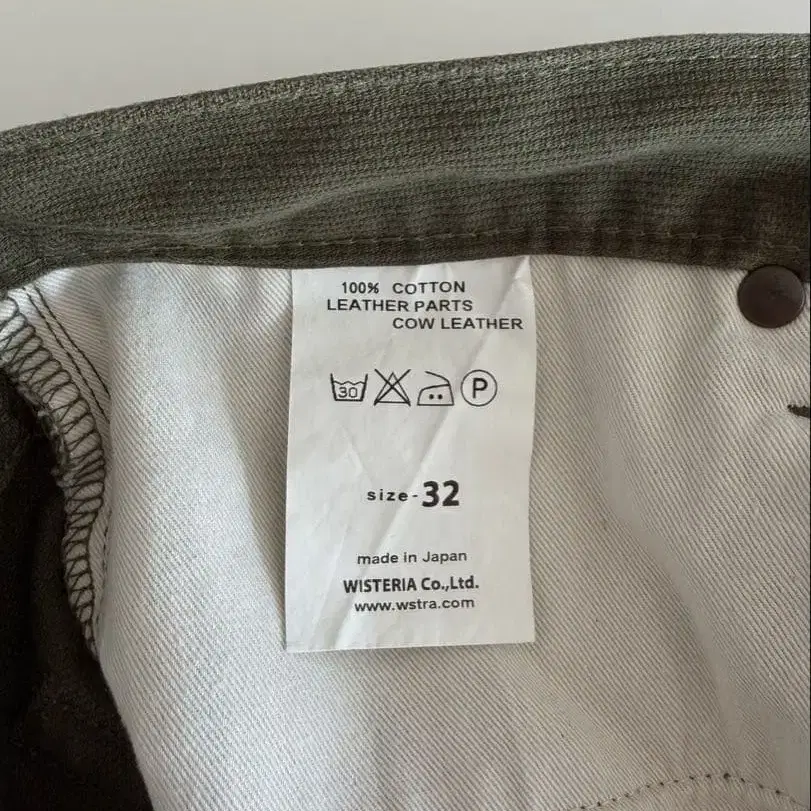 100% COTTON
LEATHER PARTS
COW LEATHER
30 P
size - 32
made in Japan
WISTERIA Co.,Ltd.
www.wstra.com